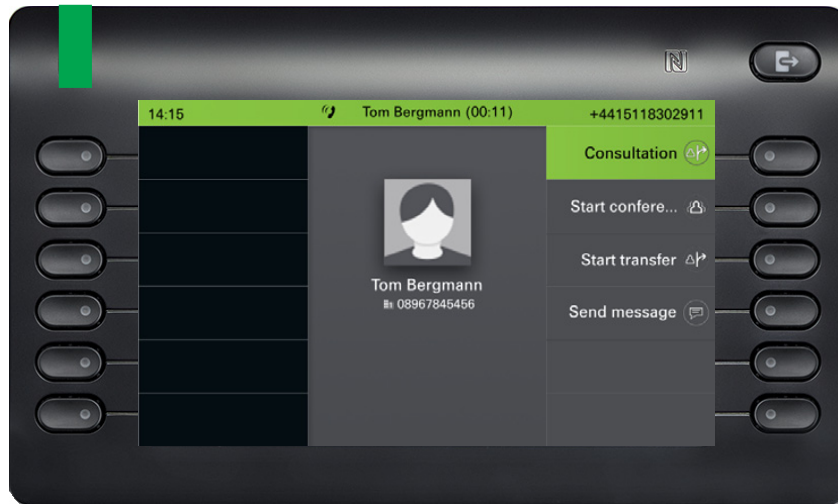 14:15
Tom Bergmann (00:11)
+4415118302911
Consultation
Start confere...
Start transfer
Send message
Tom Bergmann
08967845456